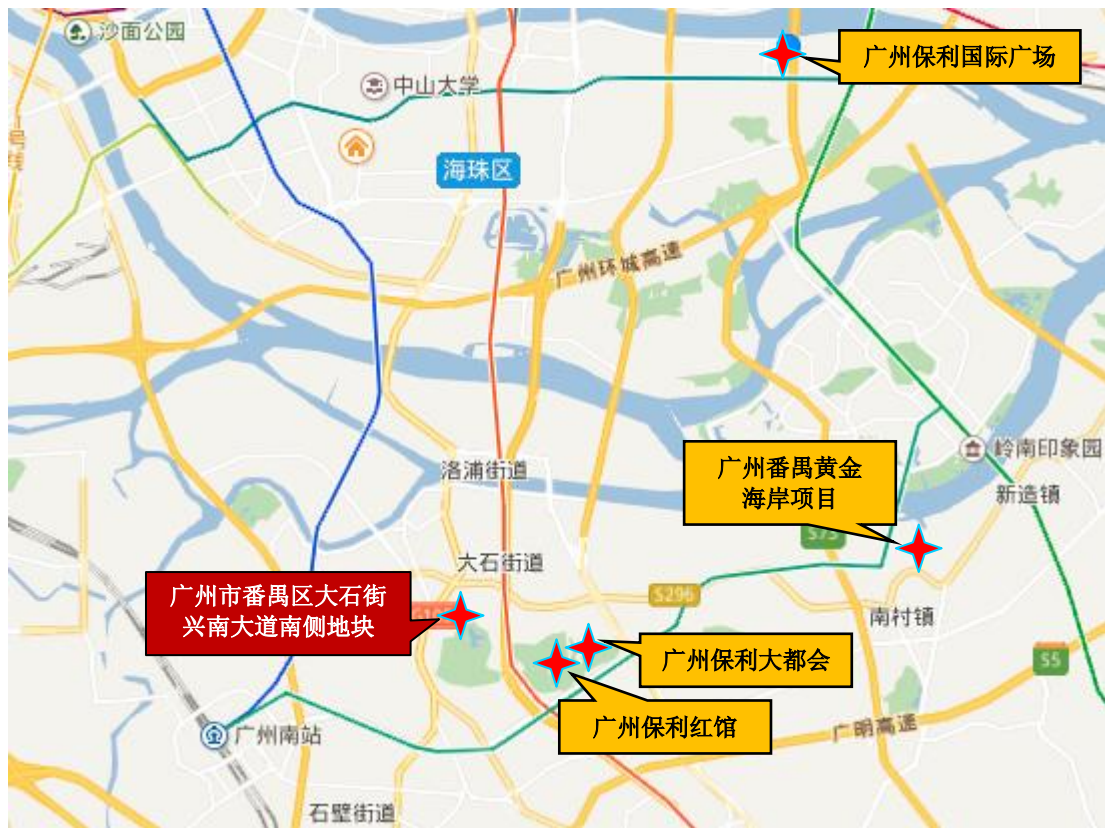 沙面公园
广州保利国际广场
中山大学
号线
海珠区
广州环城高速
广州番禺黄金
海岸项目
岭南印象园
洛浦街道
新造镇
S73
大石街道
广州市番禺区大石街
兴南大道南侧地块
S296
南村镇
广州保利大都会
S5
广州保利红馆
广州南站
广明高速
石壁街道